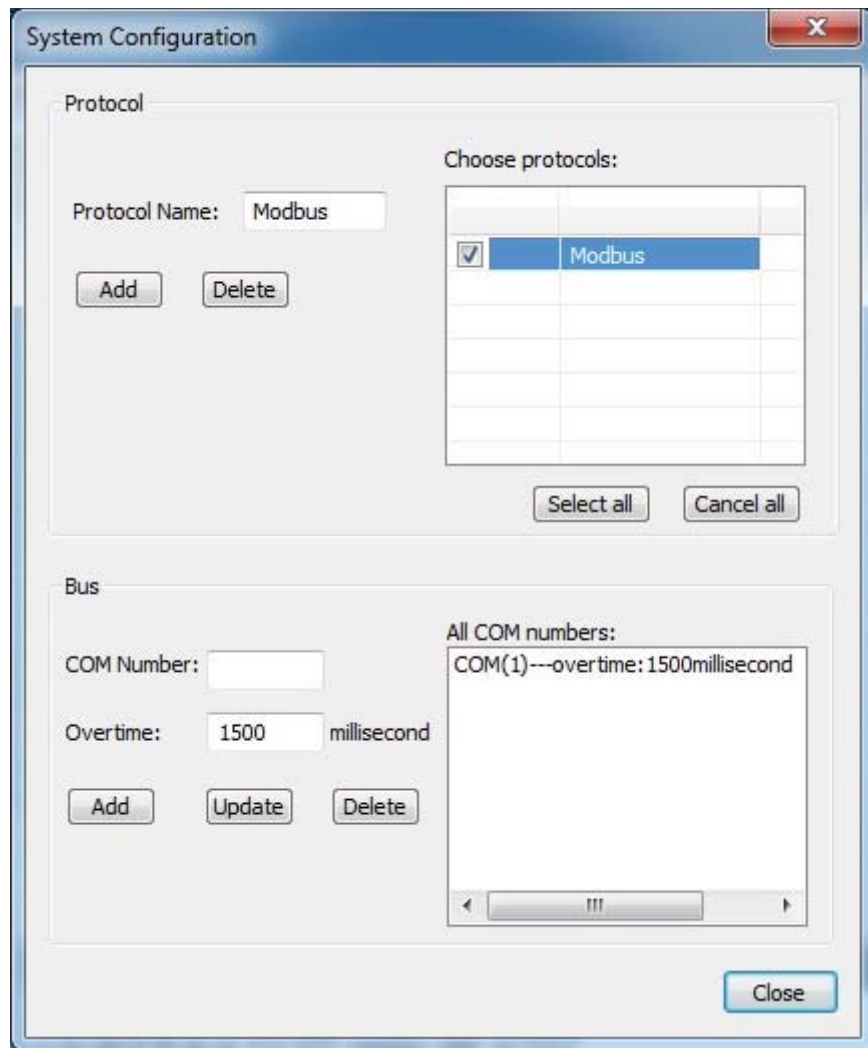 System Configuration
Protocol
Choose protocols:
Protocol Name: Modbus
Modbus
Add Delete
Select all Cancel all
Bus
All COM numbers:
COM Number:
COM(1)---overtime:1500millisecond
Overtime: 1500 millisecond
Add Update Delete
Close